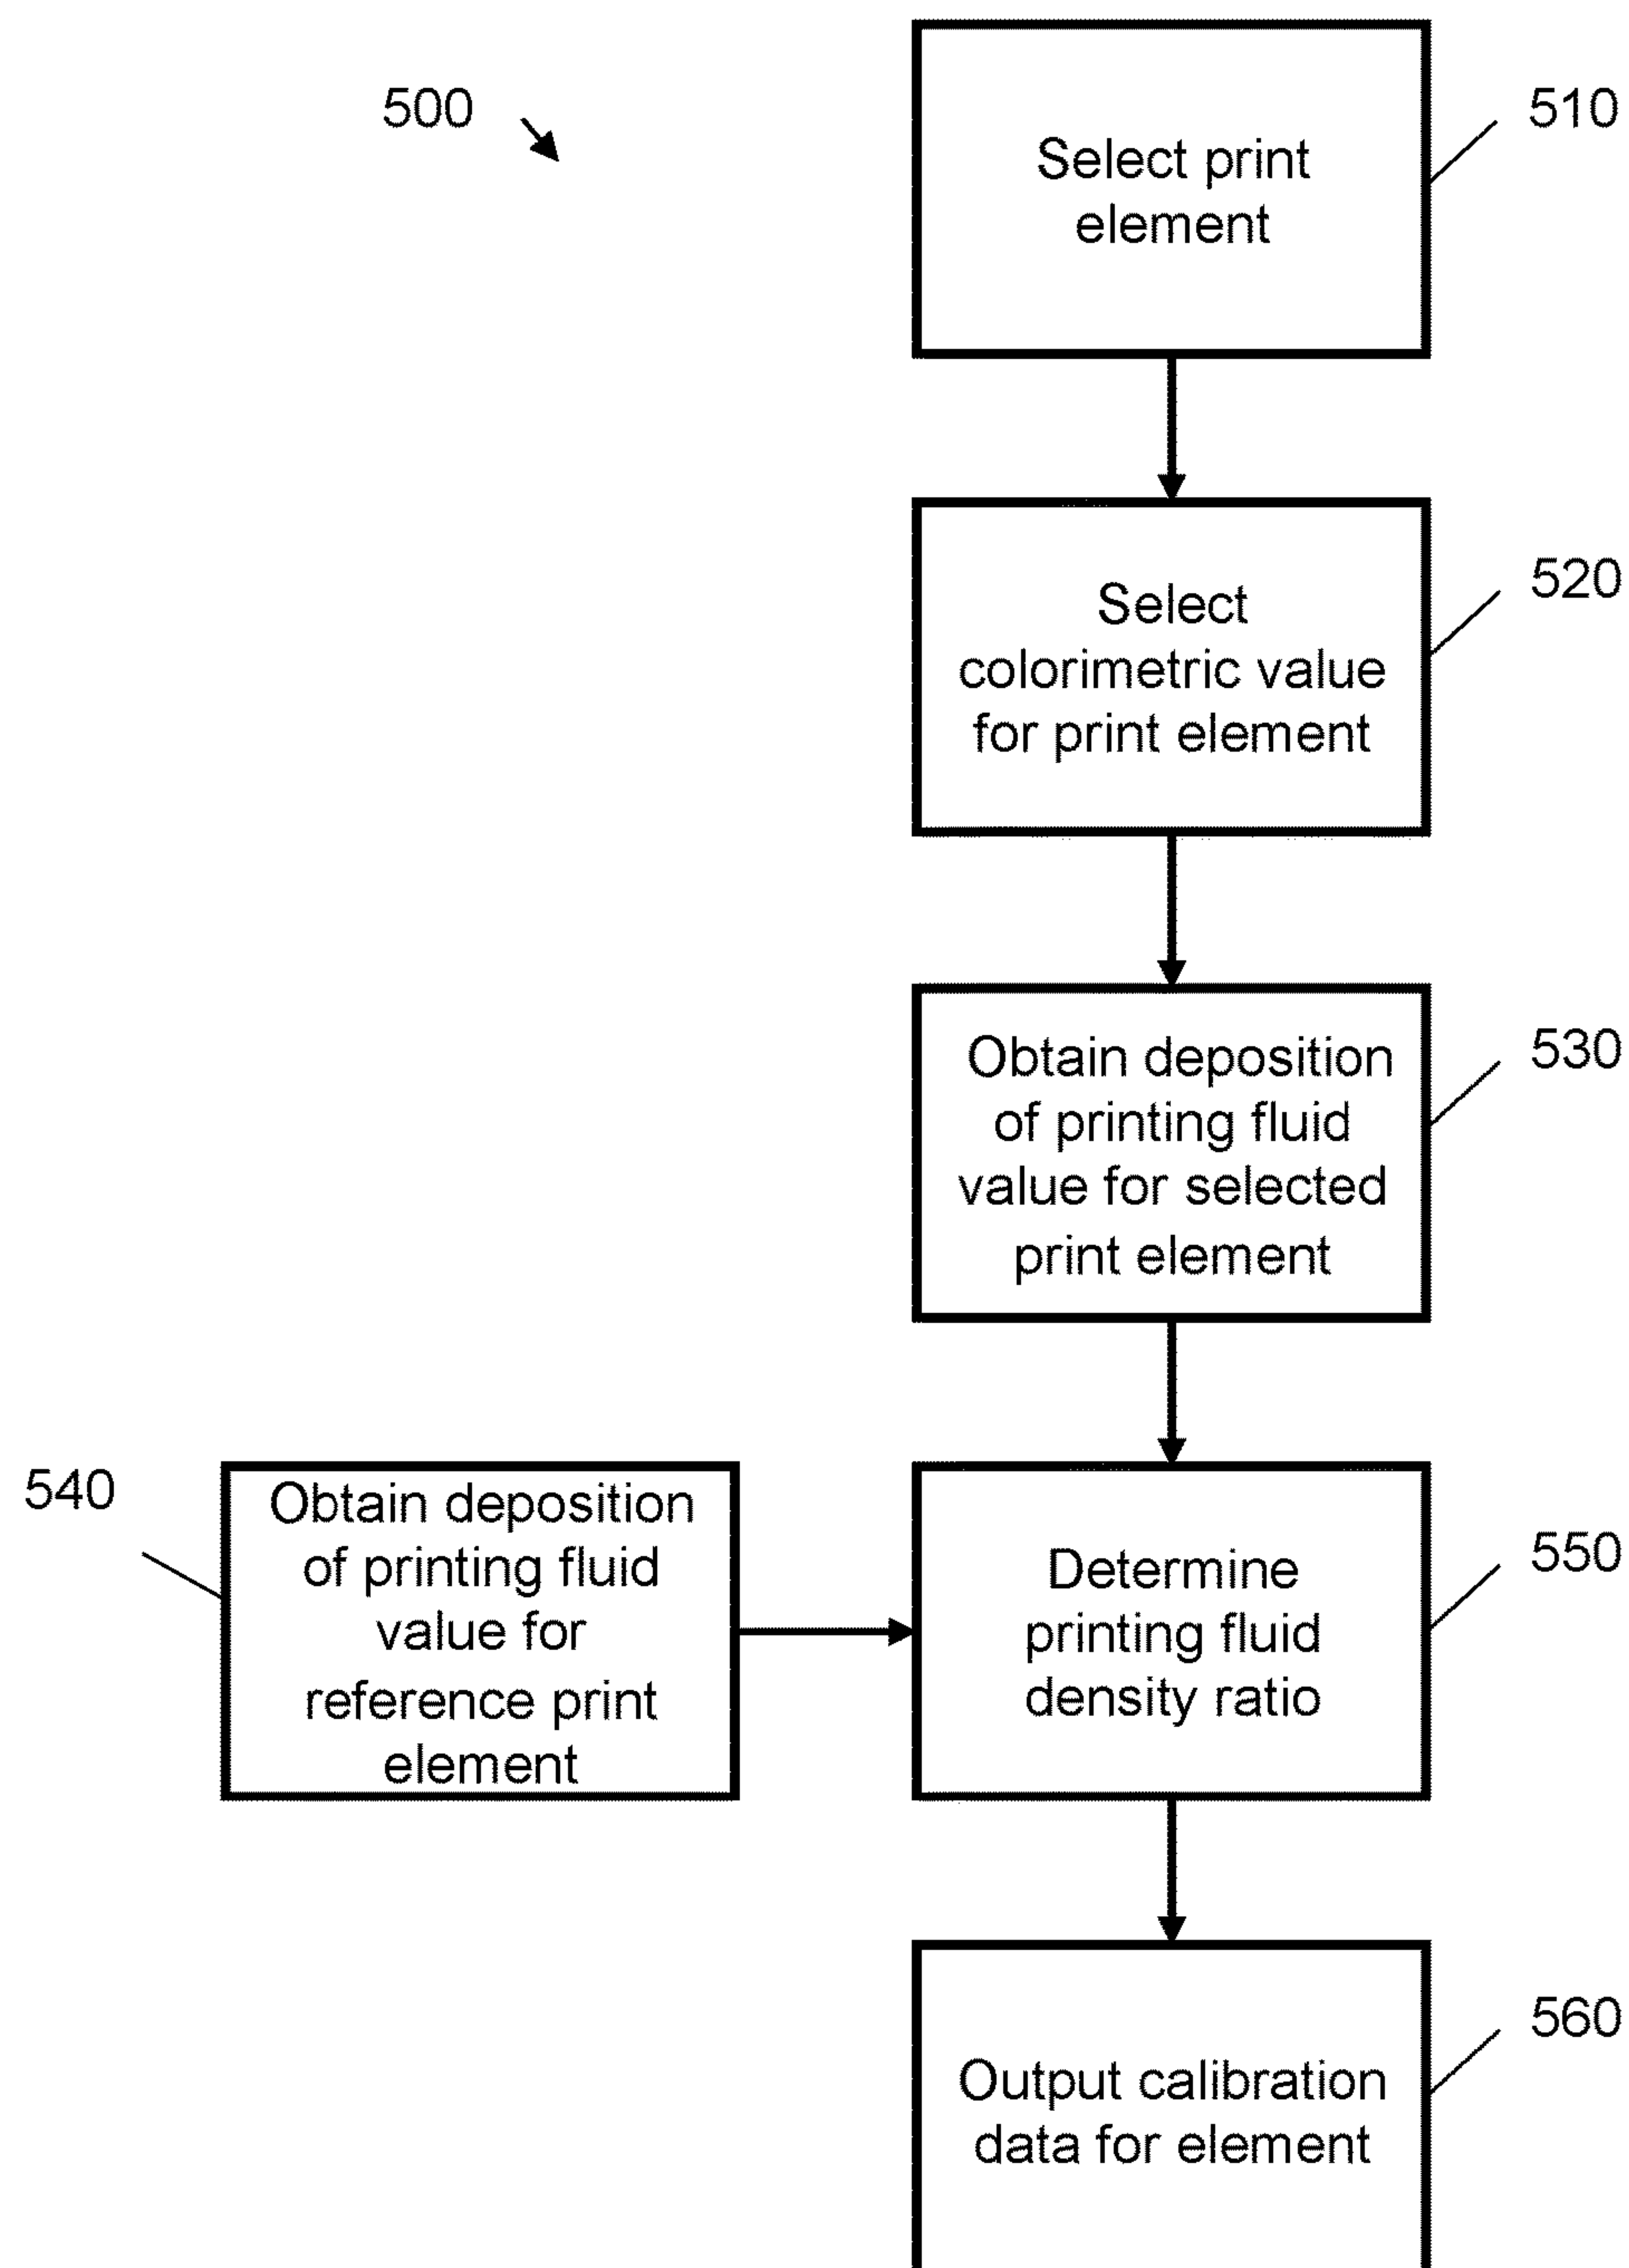 500
510
Select print
element
520
Select
colorimetric value
for print element
530
Obtain deposition
of printing fluid
value for selected
print element
540
Obtain deposition
of printing fluid
value for
reference print
element
550
Determine
printing fluid
density ratio
560
Output calibration
data for element